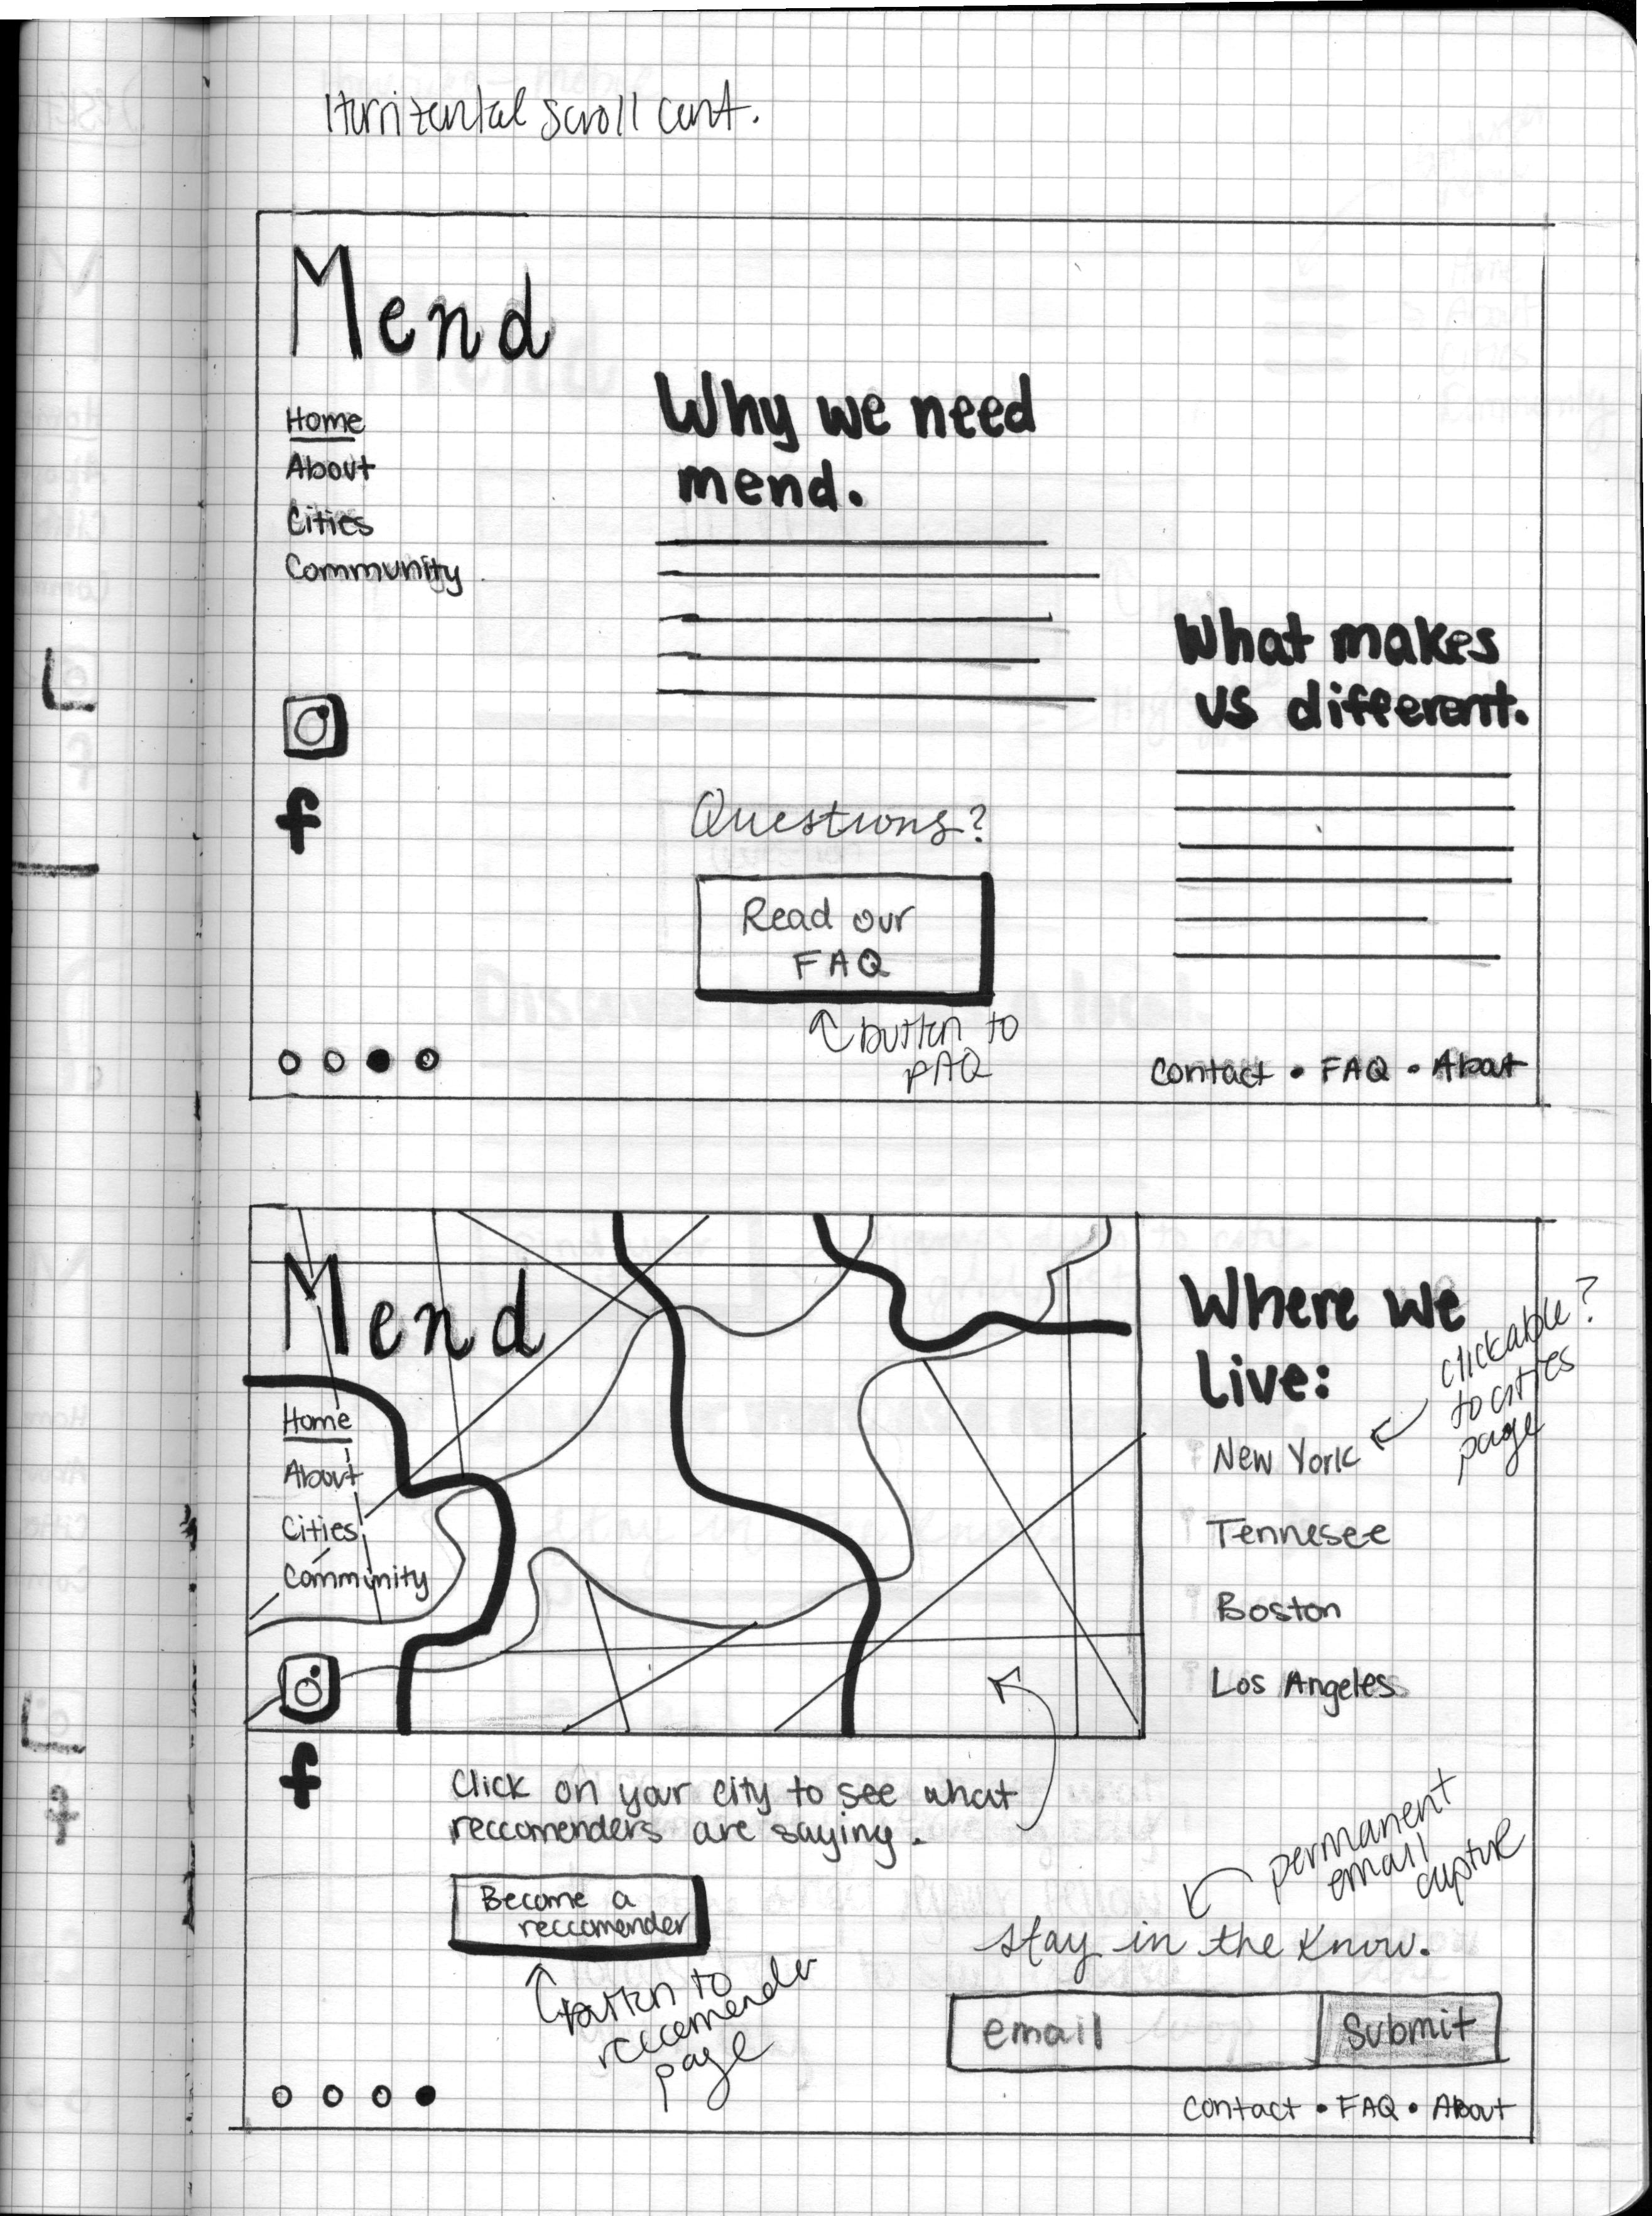 Horrizontal scroll cont.
Mend
Home
About
Cities
Community
f
Why we need
mend.
Questions?
Read our
FAQ
button to
FAQ
What makes
us different.
Contact • FAQ • About
Mend
Home
About
Cities
Community
f
Where we
Live:
clickable?
to cities
page
New York
Tennesee
Boston
Los Angeles
Click on your city to see what
reccomenders are saying.
Become a
reccomender
button to
reccomender
page
permanent
email
capture
stay in the know.
email
Submit
Contact • FAQ • About